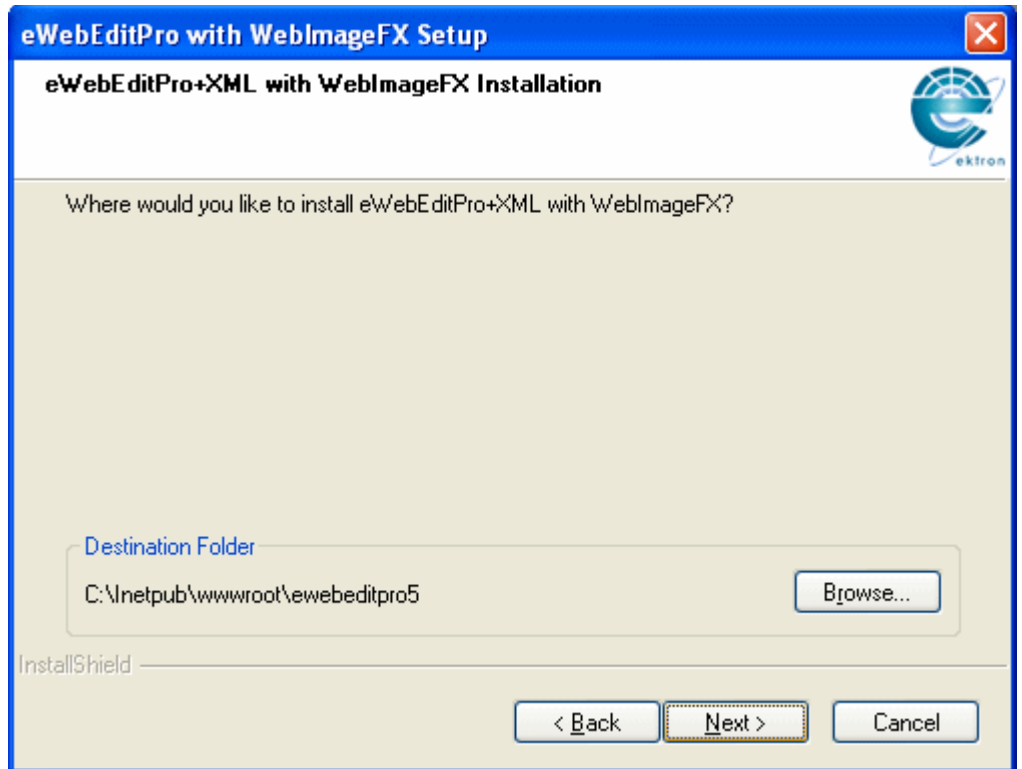 eWebEditPro with WebImageFX Setup
eWebEditPro+XML with WebImageFX Installation
ektron
Where would you like to install eWebEditPro+XML with WebImageFX?
Destination Folder
C:\Inetpub\wwwroot\ewebeditpro5
Browse...
InstallShield
< Back
Next >
Cancel